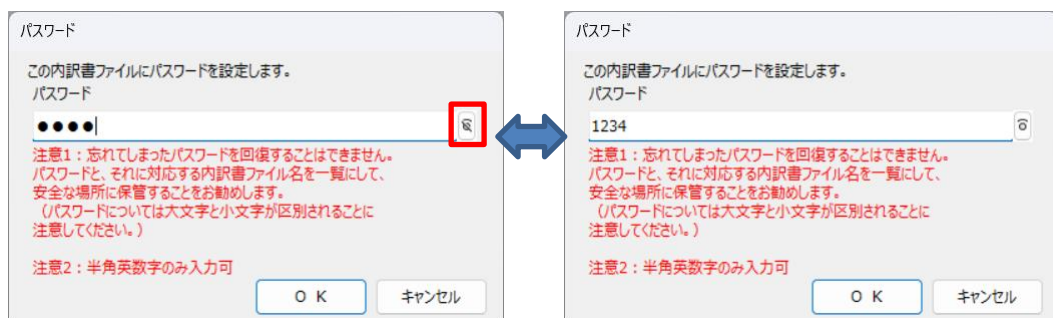 パスワード
この内訳書ファイルにパスワードを設定します。
パスワード
●●●●
注意1：忘れてしまったパスワードを回復することはできません。
パスワードと、それに対応する内訳書ファイル名を一覧にして、
安全な場所に保管することをお勧めします。
（パスワードについては大文字と小文字が区別されることに
注意してください。）
注意2：半角英数字のみ入力可
ＯＫ
キャンセル
パスワード
この内訳書ファイルにパスワードを設定します。
パスワード
1234
注意1：忘れてしまったパスワードを回復することはできません。
パスワードと、それに対応する内訳書ファイル名を一覧にして、
安全な場所に保管することをお勧めします。
（パスワードについては大文字と小文字が区別されることに
注意してください。）
注意2：半角英数字のみ入力可
ＯＫ
キャンセル